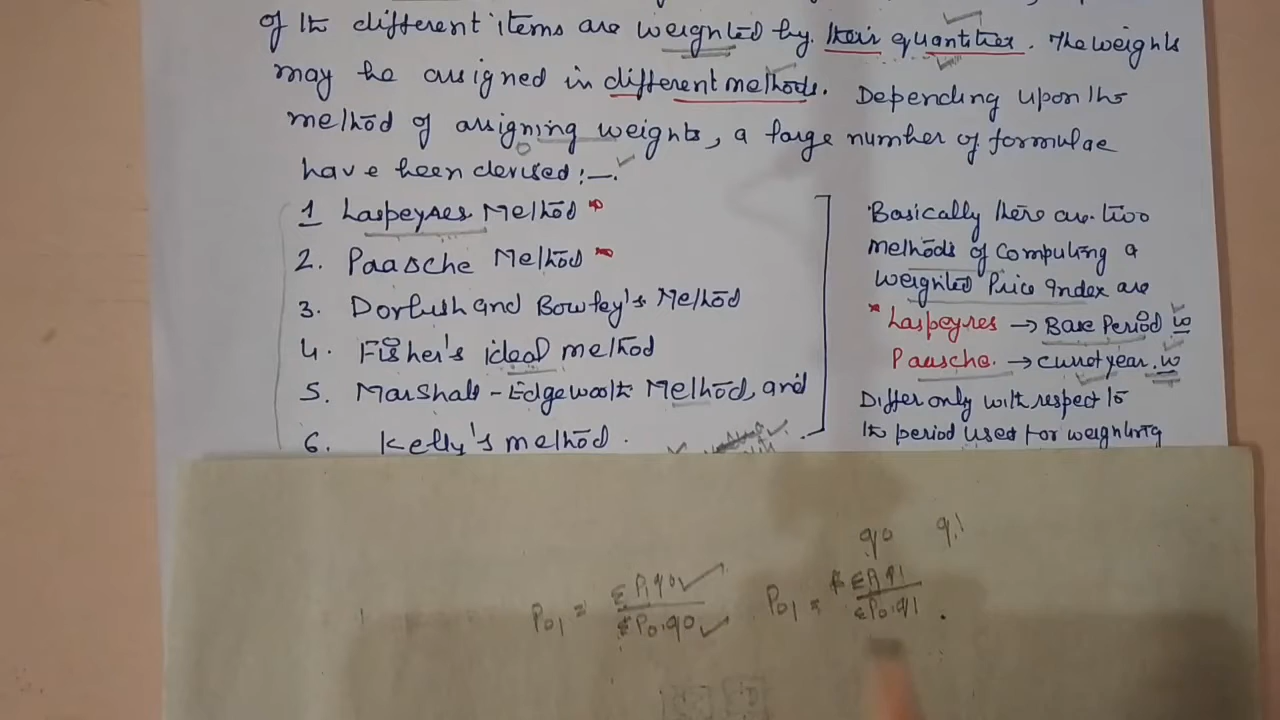 of the different items are weighted by their quantities. The weights
may be assigned in different methods. Depending upon the
method of assigning weights, a large number of formulae
have been devised :—.
1 Laspeyres Method *
2. Paasche Method *
3. Dorbish and Bowley's Method
4. Fisher's ideal method
5. Marshall - Edgeworth Method, and
6. Kelly's method.
Basically there are two
methods of computing a
weighted Price Index are
* Laspeyres → Base Period w
Paasche. → current year. w
Differ only with respect to
the period used for weighting
q0 q1
P01 = ΣP1q0 / ΣP0.q0 P01 = ΣP1q1 / ΣP0.q1 .